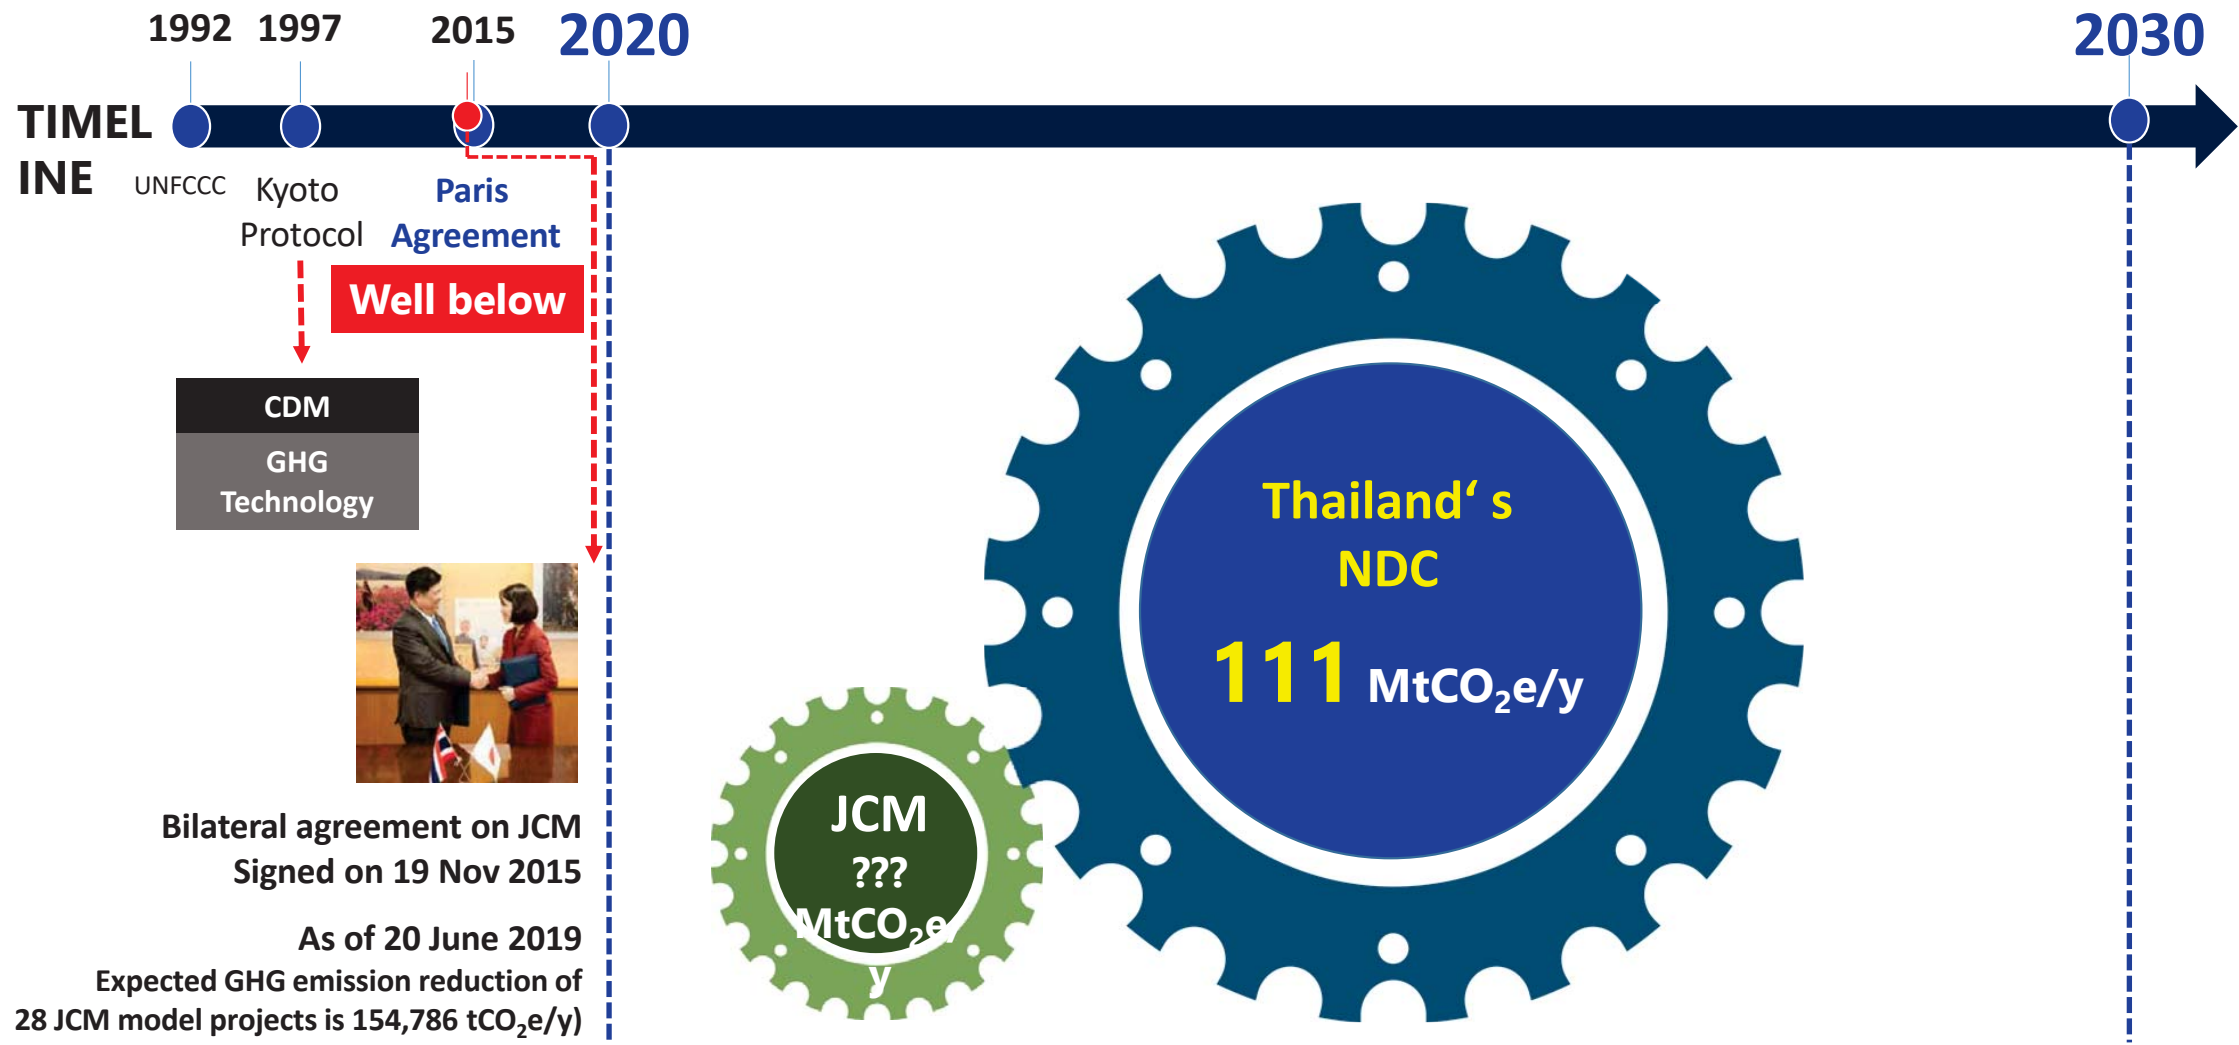 1992 1997 2015 2020 2030
TIMEL
INE
UNFCCC
Kyoto
Protocol
Paris
Agreement
Well below
CDM
GHG
Technology
Thailand‘ s
NDC
111 MtCO₂e/y
JCM
???
MtCO₂e/
y
Bilateral agreement on JCM
Signed on 19 Nov 2015
As of 20 June 2019
Expected GHG emission reduction of
28 JCM model projects is 154,786 tCO₂e/y)